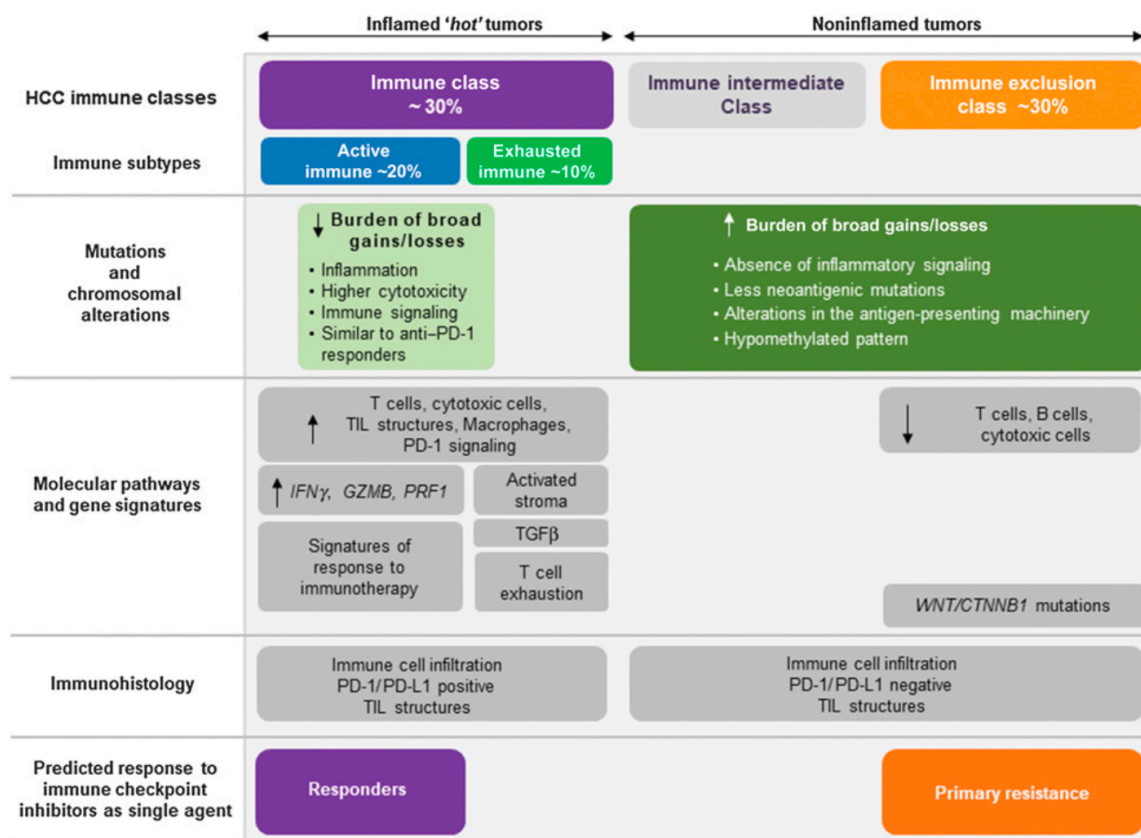 Inflamed ‘hot’ tumors
Noninflamed tumors
HCC immune classes
Immune class
~ 30%
Immune intermediate
Class
Immune exclusion
class ~30%
Immune subtypes
Active
immune ~20%
Exhausted
immune ~10%
Mutations
and
chromosomal
alterations
↓ Burden of broad
gains/losses
• Inflammation
• Higher cytotoxicity
• Immune signaling
• Similar to anti–PD-1
responders
↑ Burden of broad gains/losses
• Absence of inflammatory signaling
• Less neoantigenic mutations
• Alterations in the antigen-presenting machinery
• Hypomethylated pattern
Molecular pathways
and gene signatures
↑ T cells, cytotoxic cells,
TIL structures, Macrophages,
PD-1 signaling
↓ T cells, B cells,
cytotoxic cells
↑ IFNγ, GZMB, PRF1
Activated
stroma
TGFβ
Signatures of
response to
immunotherapy
T cell
exhaustion
WNT/CTNNB1 mutations
Immunohistology
Immune cell infiltration
PD-1/PD-L1 positive
TIL structures
Immune cell infiltration
PD-1/PD-L1 negative
TIL structures
Predicted response to
immune checkpoint
inhibitors as single agent
Responders
Primary resistance